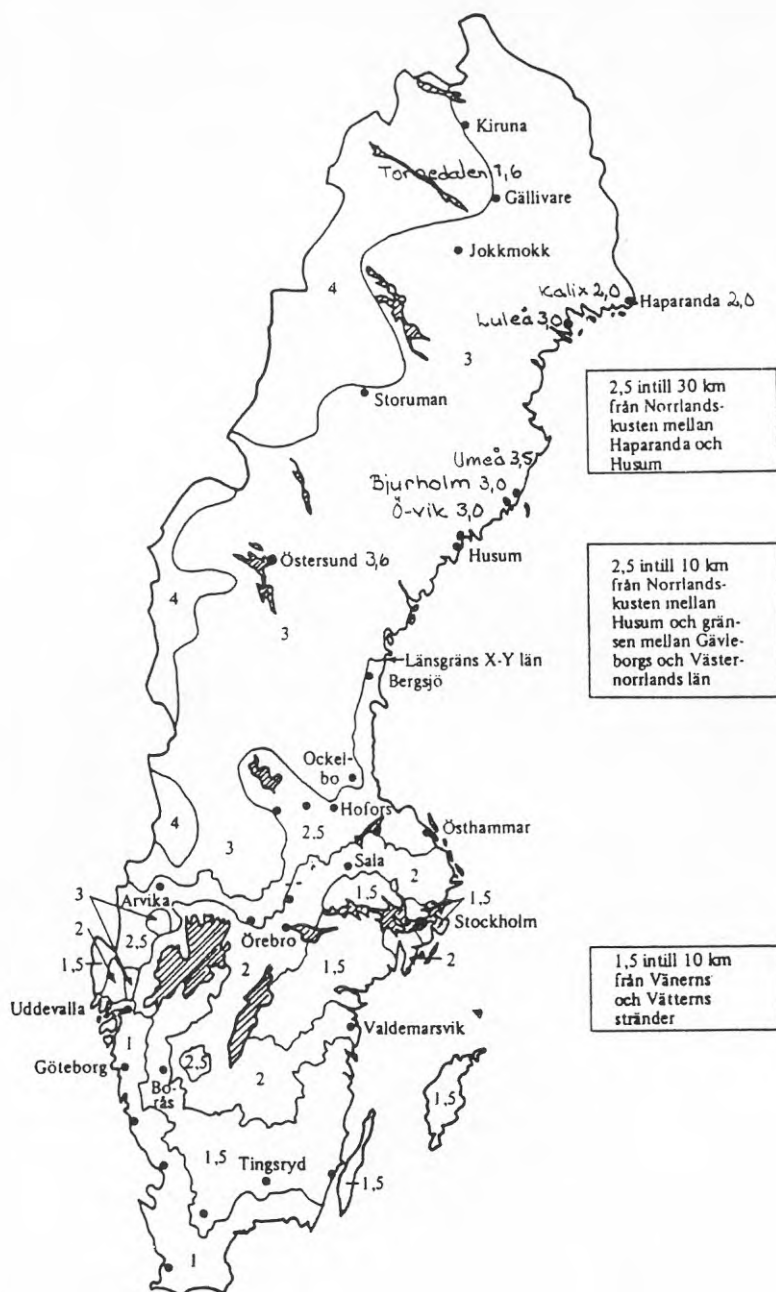 Kiruna
Tornedalen 1,6
Gällivare
Jokkmokk
4
Kalix 2,0
Haparanda 2,0
Luleå 3,0
3
2,5 intill 30 km
från Norrlands-
kusten mellan
Haparanda och
Husum
Storuman
Umeå 3,5
Bjurholm 3,0
Ö-vik 3,0
Husum
Östersund 3,6
2,5 intill 10 km
från Norrlands-
kusten mellan
Husum och grän-
sen mellan Gävle-
borgs och Väster-
norrlands län
4
3
Länsgräns X-Y län
Bergsjö
Ockel-
bo
Hofors
4
3
2,5
Östhammar
Sala
2
3
Arvika
1,5
1,5
Stockholm
2
2,5
Örebro
1,5
2
1,5
2
1,5 intill 10 km
från Vänerns
och Vätterns
stränder
Uddevalla
Valdemarsvik
1
Göteborg
2,5
Bo-
rås
2
1,5
1,5
Tingsryd
1,5
1